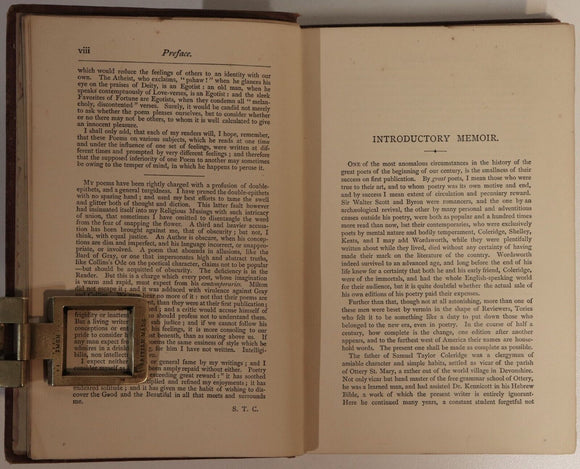 viii
Preface.
which would reduce the feelings of others to an identity with our
own. The Atheist, who exclaims, "pshaw!" when he glances his
eye on the praises of Deity, is an Egotist: an old man, when he
speaks contemptuously of Love-verses, is an Egotist: and the sleek
Favorites of Fortune are Egotists, when they condemn all "melan-
choly, discontented" verses. Surely, it would be candid not merely
to ask whether the poem pleases ourselves, but to consider whether
or no there may not be others, to whom it is well calculated to give
an innocent pleasure.
I shall only add, that each of my readers will, I hope, remember,
that these Poems on various subjects, which he reads at one time
and under the influence of one set of feelings, were written at dif-
ferent times and prompted by very different feelings; and therefore
that the supposed inferiority of one Poem to another may sometimes
be owing to the temper of mind, in which he happens to peruse it.
My poems have been rightly charged with a profusion of double-
epithets, and a general turgidness. I have pruned the double-epithets
with no sparing hand; and used my best efforts to tame the swell
and glitter both of thought and diction. This latter fault however
had insinuated itself into my Religious Musings with such intricacy
of union, that sometimes I have omitted to disentangle the weed
from the fear of snapping the flower. A third and heavier accusa-
tion has been brought against me, that of obscurity; but not, I
think, with equal justice. An Author is obscure, when his concep-
tions are dim and imperfect, and his language incorrect, or inappro-
priate, or involved. A poem that abounds in allusions, like the
Bard of Gray, or one that impersonates high and abstract truths,
like Collins's Ode on the poetical character, claims not to be popular
—but should be acquitted of obscurity. The deficiency is in the
Reader. But this is a charge which every poet, whose imagination
is warm and rapid, must expect from his contemporaries. Milton
did not escape it; and it was adduced with virulence against Gray
hear no more of it: not that their poems are
than they were at their first publication;
and a critic would accuse himself of
should profess not to understand them.
But a living writer
and if we cannot follow his
feelings, it is more consoling to our
than as soaring above us. If
poems the same easiness of style which he
him I have not written. Intelligi-
I expect neither
general fame by my writings; and I
been amply repaid without either. Poetry
exceeding great reward:" it has soothed
and refined my enjoyments; it has
endeared solitude; and it has given me the habit of wishing to dis-
cover the Good and the Beautiful in all that meets and surrounds
me.
S. T. C.
INTRODUCTORY MEMOIR.
ONE of the most anomalous circumstances in the history of the
great poets of the beginning of our century, is the smallness of their
success on first publication. By great poets, I mean those who were
true to their art, and to whom poetry was its own motive and end,
and by success I mean extent of circulation and pecuniary reward.
Sir Walter Scott and Byron were romancers, and the one by an
archæological revival, the other by many personal and adventitious
causes outside his poetry, were both as popular and a hundred times
more read than now, but their contemporaries, who were exclusively
poets by mental nature and bodily temperament, Coleridge, Shelley,
Keats, and I may add Wordsworth, while they were plentifully
written about while they lived, died without any certainty of having
made their mark on the literature of the country. Wordsworth
indeed survived to an advanced age, and long before the end of his
life knew for a certainty that both he and his early friend, Coleridge,
were of the immortals, and had the whole English-speaking world
for their audience, but it is quite doubtful whether the actual sale of
his own editions of his poetry paid their expenses.
Further than that, though not at all astonishing, more than one of
these men were beset by vermin in the shape of Reviewers, Tories
who felt it to be something like a duty to put down those who
belonged to the new era, even in poetry. In the course of half a
century, how complete is the change, one edition after another
appears, and to the furthest west of America their names are house-
hold words. The present one shall be made as complete as possible.
The father of Samuel Taylor Coleridge was a clergyman of
amiable character and simple habits, settled as vicar of the parish
of Ottery St. Mary, a rather out of the world village in Devonshire.
Not only vicar but head master of the free grammar school of Ottery,
he was a learned man, and had assisted Dr. Kennicott in his Hebrew
Bible, a work of which the present writer is entirely ignorant.
Here he continued many years, a constant student forgetful not